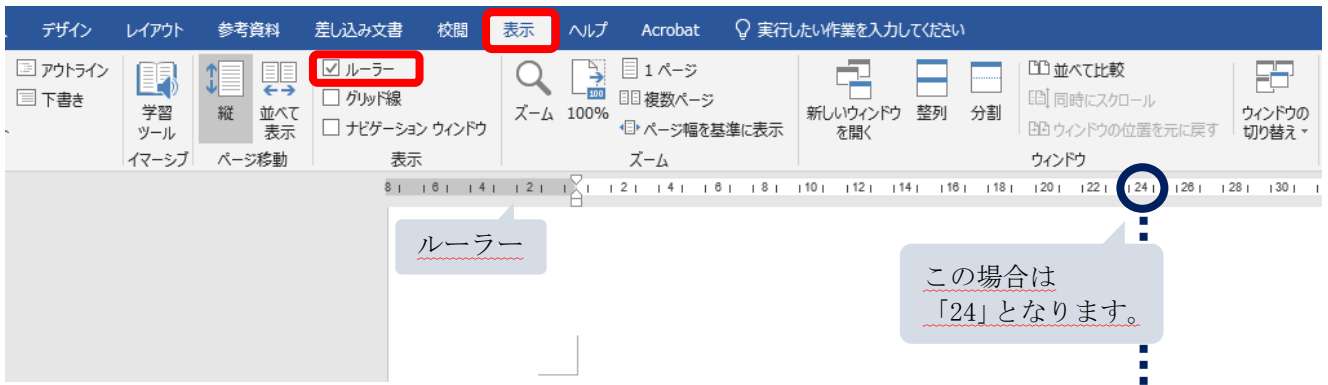 デザイン レイアウト 参考資料 差し込み文書 校閲 表示 ヘルプ Acrobat 実行したい作業を入力してください
アウトライン
下書き
学習
ツール
イマーシブ
縦
並べて
表示
ページ移動
ルーラー
グリッド線
ナビゲーション ウィンドウ
表示
ズーム
100
100%
1 ページ
複数ページ
ページ幅を基準に表示
ズーム
新しいウィンドウ
を開く
整列
分割
並べて比較
同時にスクロール
ウィンドウの位置を元に戻す
ウィンドウ
ウィンドウの
切り替え
8 6 4 2 2 4 6 8 10 12 14 16 18 20 22 24 26 28 30
ルーラー
この場合は
「24」となります。